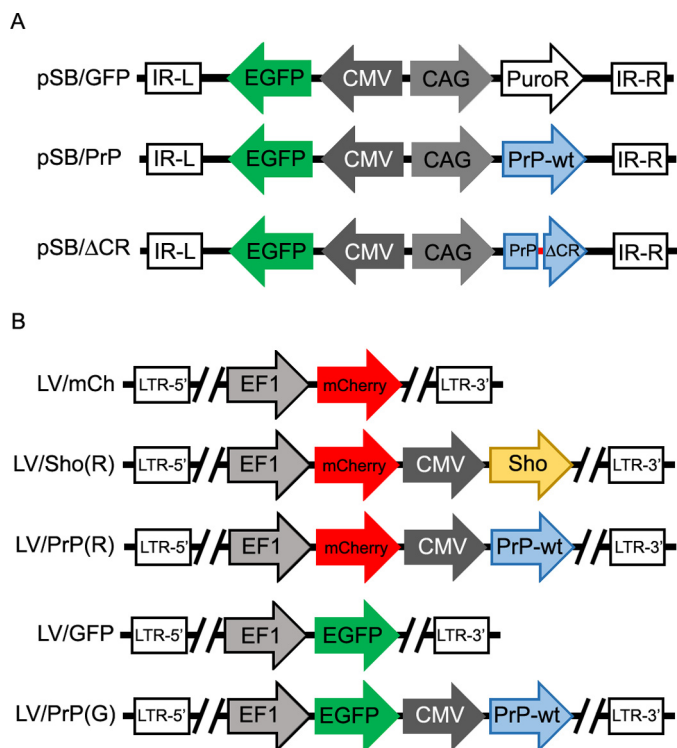 A
pSB/GFP IR-L EGFP CMV CAG PuroR IR-R
pSB/PrP IR-L EGFP CMV CAG PrP-wt IR-R
pSB/ΔCR IR-L EGFP CMV CAG PrP ΔCR IR-R
B
LV/mCh LTR-5' EF1 mCherry LTR-3'
LV/Sho(R) LTR-5' EF1 mCherry CMV Sho LTR-3'
LV/PrP(R) LTR-5' EF1 mCherry CMV PrP-wt LTR-3'
LV/GFP LTR-5' EF1 EGFP LTR-3'
LV/PrP(G) LTR-5' EF1 EGFP CMV PrP-wt LTR-3'